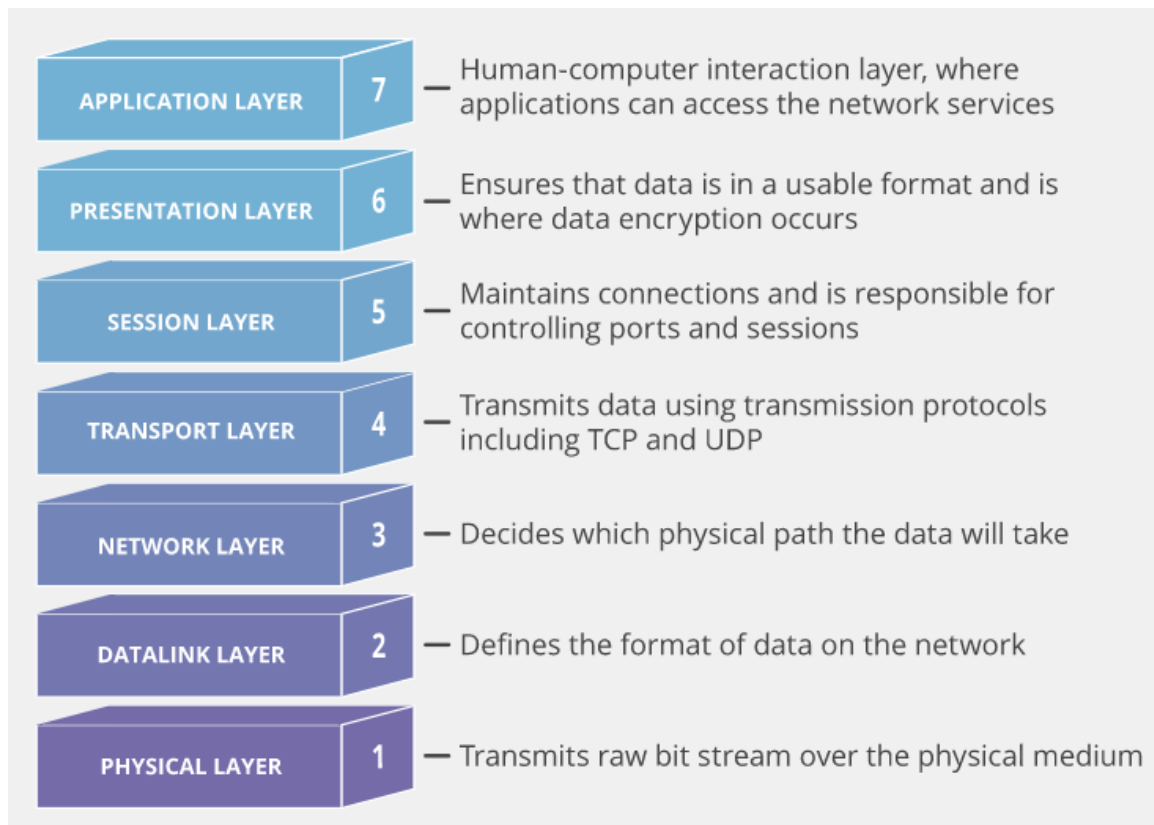 APPLICATION LAYER
7
Human-computer interaction layer, where
applications can access the network services
PRESENTATION LAYER
6
Ensures that data is in a usable format and is
where data encryption occurs
SESSION LAYER
5
Maintains connections and is responsible for
controlling ports and sessions
TRANSPORT LAYER
4
Transmits data using transmission protocols
including TCP and UDP
NETWORK LAYER
3
Decides which physical path the data will take
DATALINK LAYER
2
Defines the format of data on the network
PHYSICAL LAYER
1
Transmits raw bit stream over the physical medium